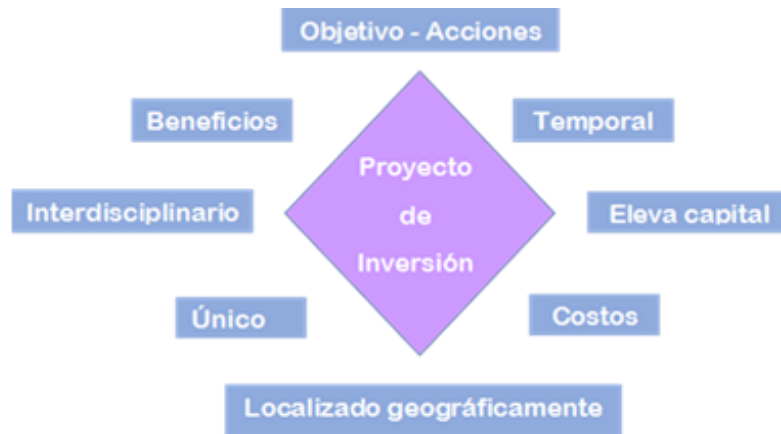 Objetivo - Acciones
Beneficios
Temporal
Proyecto
de
Inversión
Interdisciplinario
Eleva capital
Único
Costos
Localizado geográficamente